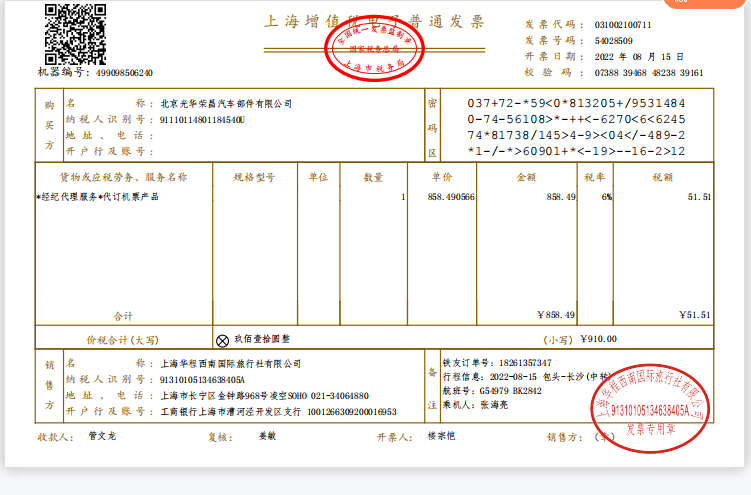 上海增值税电子普通发票
全国统一发票监制章
国家税务总局
上海市税务局
发票代码：031002100711
发票号码：54028509
开票日期：2022 年 08 月 15 日
校验码：07388 39468 48238 39161
机器编号：499098506240
购买方
名称：北京光华荣昌汽车部件有限公司
纳税人识别号：91110114801184540U
地址、电话：
开户行及账号：
密码区
037+72-*59<0*813205+/9531484
0-74-56108>*-++<-6270<6<6245
74*81738/145>4-9><04</-489-2
*1-/-*>60901+*<-19>--16-2>12
货物或应税劳务、服务名称 规格型号 单位 数量 单价 金额 税率 税额
*经纪代理服务*代订机票产品 1 858.490566 858.49 6% 51.51
合计 ￥858.49 ￥51.51
价税合计(大写) 玖佰壹拾圆整 (小写) ￥910.00
销售方
名称：上海华程西南国际旅行社有限公司
纳税人识别号：91310105134638405A
地址、电话：上海市长宁区金钟路968号凌空SOHO 021-34064880
开户行及账号：工商银行上海市漕河泾开发区支行 1001266309200016953
备注
铁友订单号：18261357347
行程信息：2022-08-15 包头-长沙(中转)
航班号：G54979 BK2842
乘机人：张海亮
上海华程西南国际旅行社有限公司
91310105134638405A
发票专用章
收款人：管文龙 复核：姜敏 开票人：楼宗恺 销售方：(章)